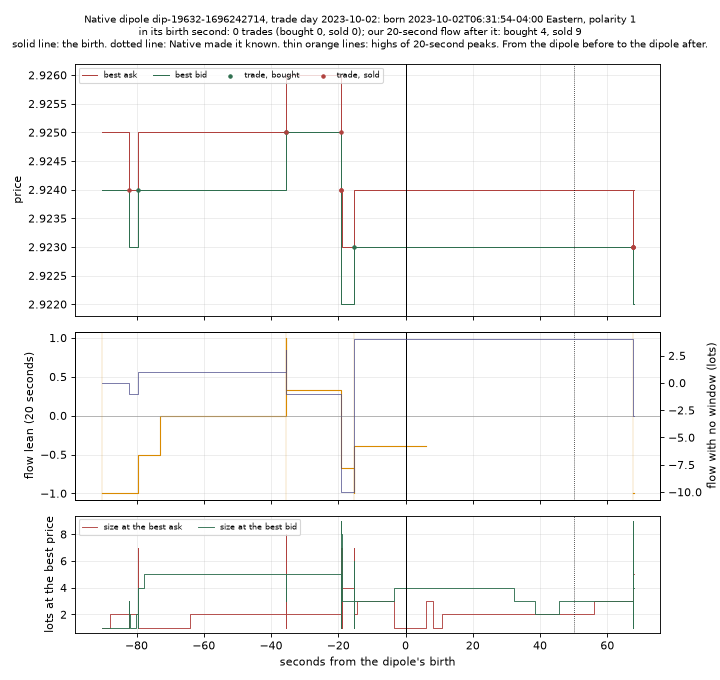 Native dipole dip-19632-1696242714, trade day 2023-10-02: born 2023-10-02T06:31:54-04:00 Eastern, polarity 1
in its birth second: 0 trades (bought 0, sold 0); our 20-second flow after it: bought 4, sold 9
solid line: the birth. dotted line: Native made it known. thin orange lines: highs of 20-second peaks. From the dipole before to the dipole after.
best ask best bid trade, bought trade, sold
2.9260
2.9255
2.9250
2.9245
2.9240
2.9235
2.9230
2.9225
2.9220
price
1.0
0.5
0.0
−0.5
−1.0
flow lean (20 seconds)
2.5
0.0
−2.5
−5.0
−7.5
−10.0
flow with no window (lots)
size at the best ask size at the best bid
8
6
4
2
lots at the best price
−80 −60 −40 −20 0 20 40 60
seconds from the dipole's birth